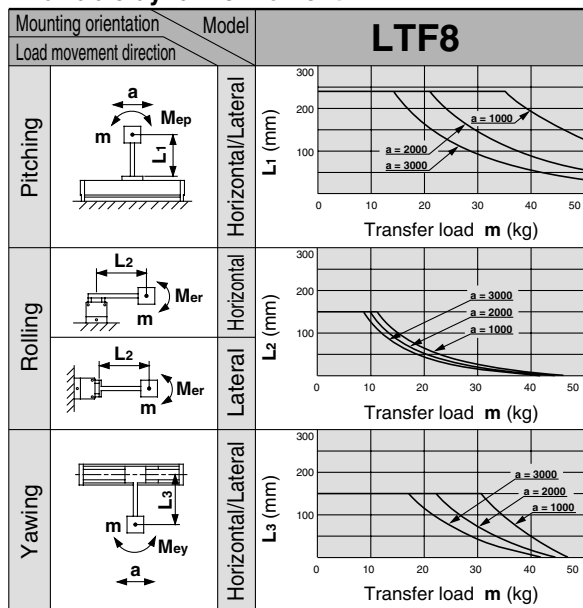 Mounting orientation
Model
Load movement direction
LTF8
Pitching
a
Mep
m
L1
Horizontal/Lateral
L1 (mm)
300
200
100
a = 1000
a = 2000
a = 3000
0 10 20 30 40 50
Transfer load m (kg)
Rolling
L2
Mer
m
Horizontal
L2
Mer
m
Lateral
L2 (mm)
300
200
100
a = 3000
a = 2000
a = 1000
0 10 20 30 40 50
Transfer load m (kg)
Yawing
L3
m
Mey
a
Horizontal/Lateral
L3 (mm)
300
200
100
a = 3000
a = 2000
a = 1000
0 10 20 30 40 50
Transfer load m (kg)